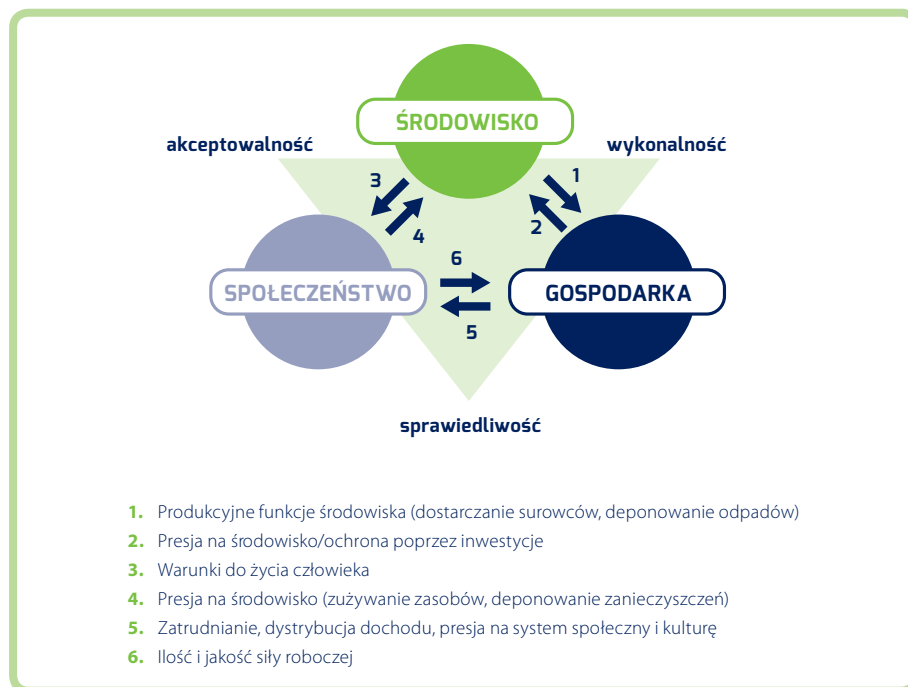 ŚRODOWISKO
akceptowalność
wykonalność
3
1
4
2
6
SPOŁECZEŃSTWO
GOSPODARKA
5
sprawiedliwość
1. Produkcyjne funkcje środowiska (dostarczanie surowców, deponowanie odpadów)
2. Presja na środowisko/ochrona poprzez inwestycje
3. Warunki do życia człowieka
4. Presja na środowisko (zużywanie zasobów, deponowanie zanieczyszczeń)
5. Zatrudnianie, dystrybucja dochodu, presja na system społeczny i kulturę
6. Ilość i jakość siły roboczej